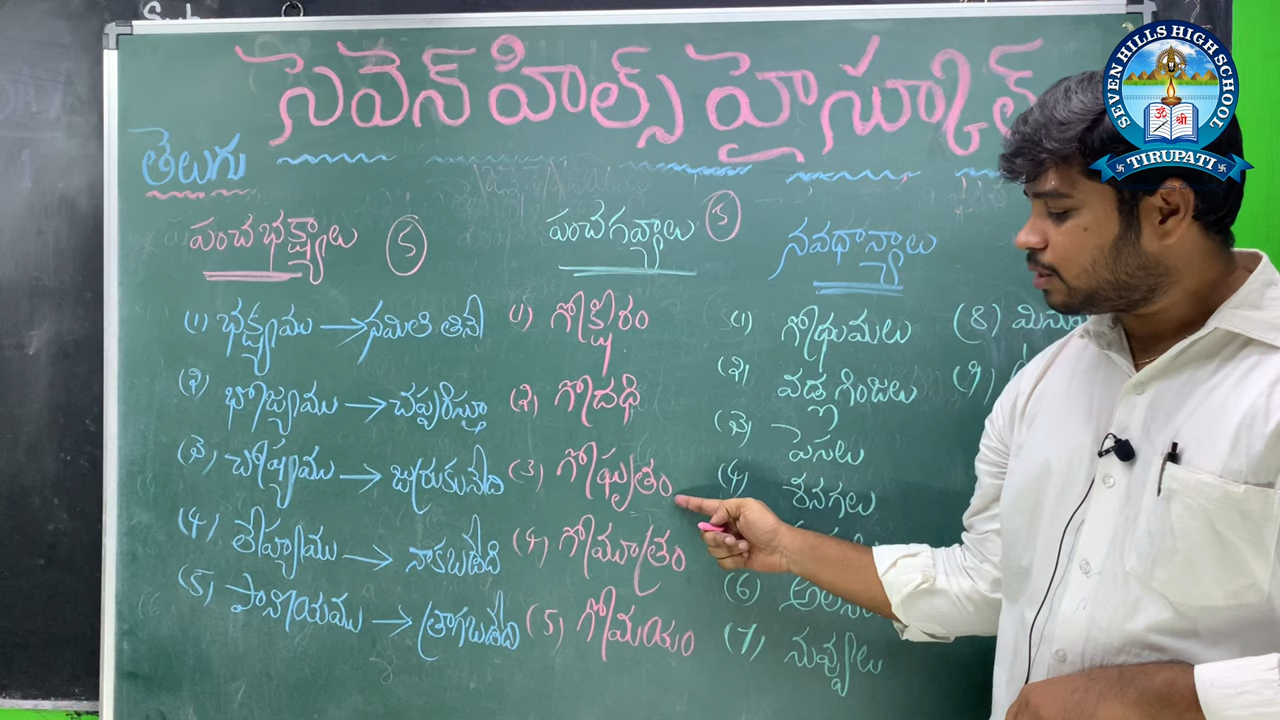 సెవెన్ హిల్స్ హైస్కూల్
తెలుగు
పంచభక్ష్యాలు (5)
(1) భక్ష్యము → నమిలి తినే
(2) భోజ్యము → చప్పరిస్తూ
(3) చోష్యము → జుర్రుకునేది
(4) → నాకబడేది
(5) పానీయము → త్రాగబడేది
పంచగవ్యాలు (5)
(1) గోక్షీరం
(2) గోదధి
(3) గోఘృతం
(4) గోమూత్రం
(5) గోమయం
నవధాన్యాలు
(1) గోధుమలు
(2) వడ్లగింజలు
(3) పెసలు
(4) శనగలు
(6)
(7) నువ్వులు
(8)
(9)
SEVEN HILLS HIGH SCHOOL
ॐ श्री
TIRUPATI